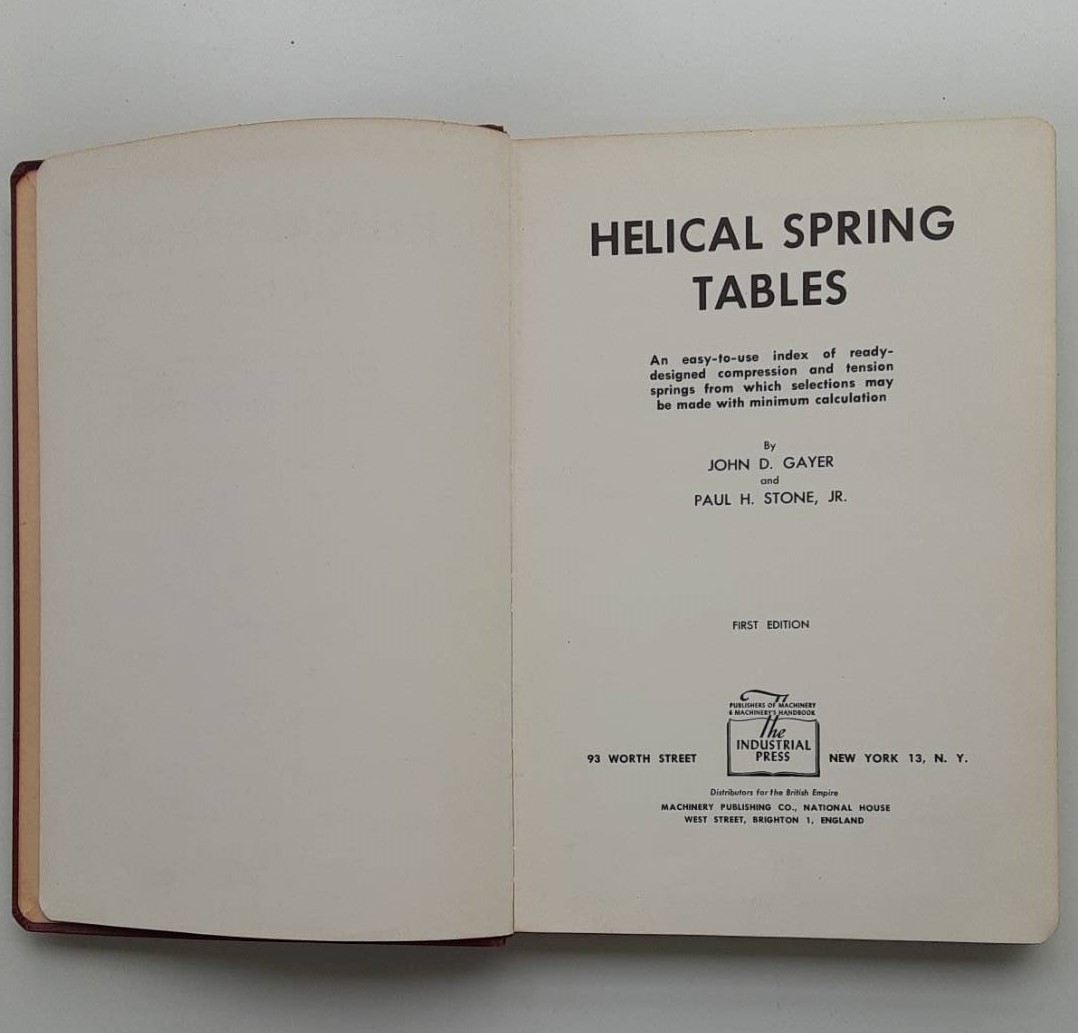 HELICAL SPRING
TABLES
An easy-to-use index of ready-
designed compression and tension
springs from which selections may
be made with minimum calculation
By
JOHN D. GAYER
and
PAUL H. STONE, JR.
FIRST EDITION
PUBLISHERS OF MACHINERY
& MACHINERY'S HANDBOOK
The
INDUSTRIAL
PRESS
93 WORTH STREET
NEW YORK 13, N. Y.
Distributors for the British Empire
MACHINERY PUBLISHING CO., NATIONAL HOUSE
WEST STREET, BRIGHTON 1, ENGLAND